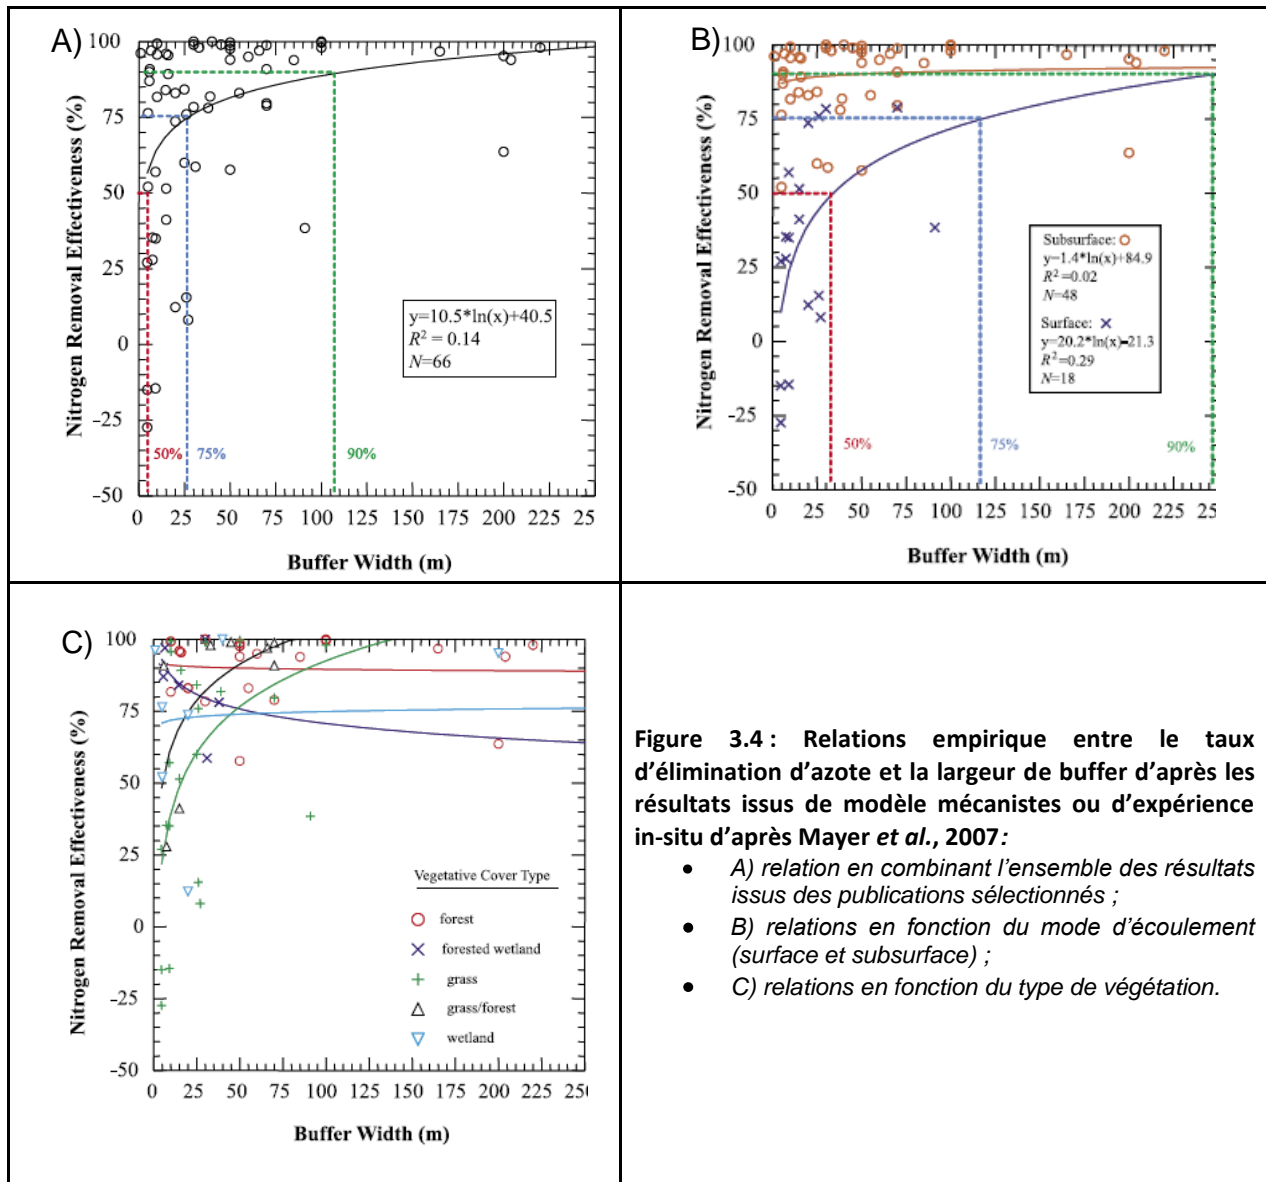 A)
Nitrogen Removal Effectiveness (%)
100
75
50
25
0
−25
−50
y=10.5*ln(x)+40.5
R² = 0.14
N=66
50%
75%
90%
0 25 50 75 100 125 150 175 200 225
Buffer Width (m)
B)
Nitrogen Removal Effectiveness (%)
100
75
50
25
0
−25
−50
Subsurface:
y=1.4*ln(x)+84.9
R² =0.02
N=48
Surface:
y=20.2*ln(x)−21.3
R²=0.29
N=18
50%
75%
90%
0 25 50 75 100 125 150 175 200 225 25
Buffer Width (m)
C)
Nitrogen Removal Effectiveness (%)
100
75
50
25
0
−25
−50
Vegetative Cover Type
forest
forested wetland
grass
grass/forest
wetland
0 25 50 75 100 125 150 175 200 225 250
Buffer Width (m)
Figure 3.4 : Relations empirique entre le taux
d’élimination d’azote et la largeur de buffer d’après les
résultats issus de modèle mécanistes ou d’expérience
in-situ d’après Mayer et al., 2007:
• A) relation en combinant l’ensemble des résultats
issus des publications sélectionnés ;
• B) relations en fonction du mode d’écoulement
(surface et subsurface) ;
• C) relations en fonction du type de végétation.